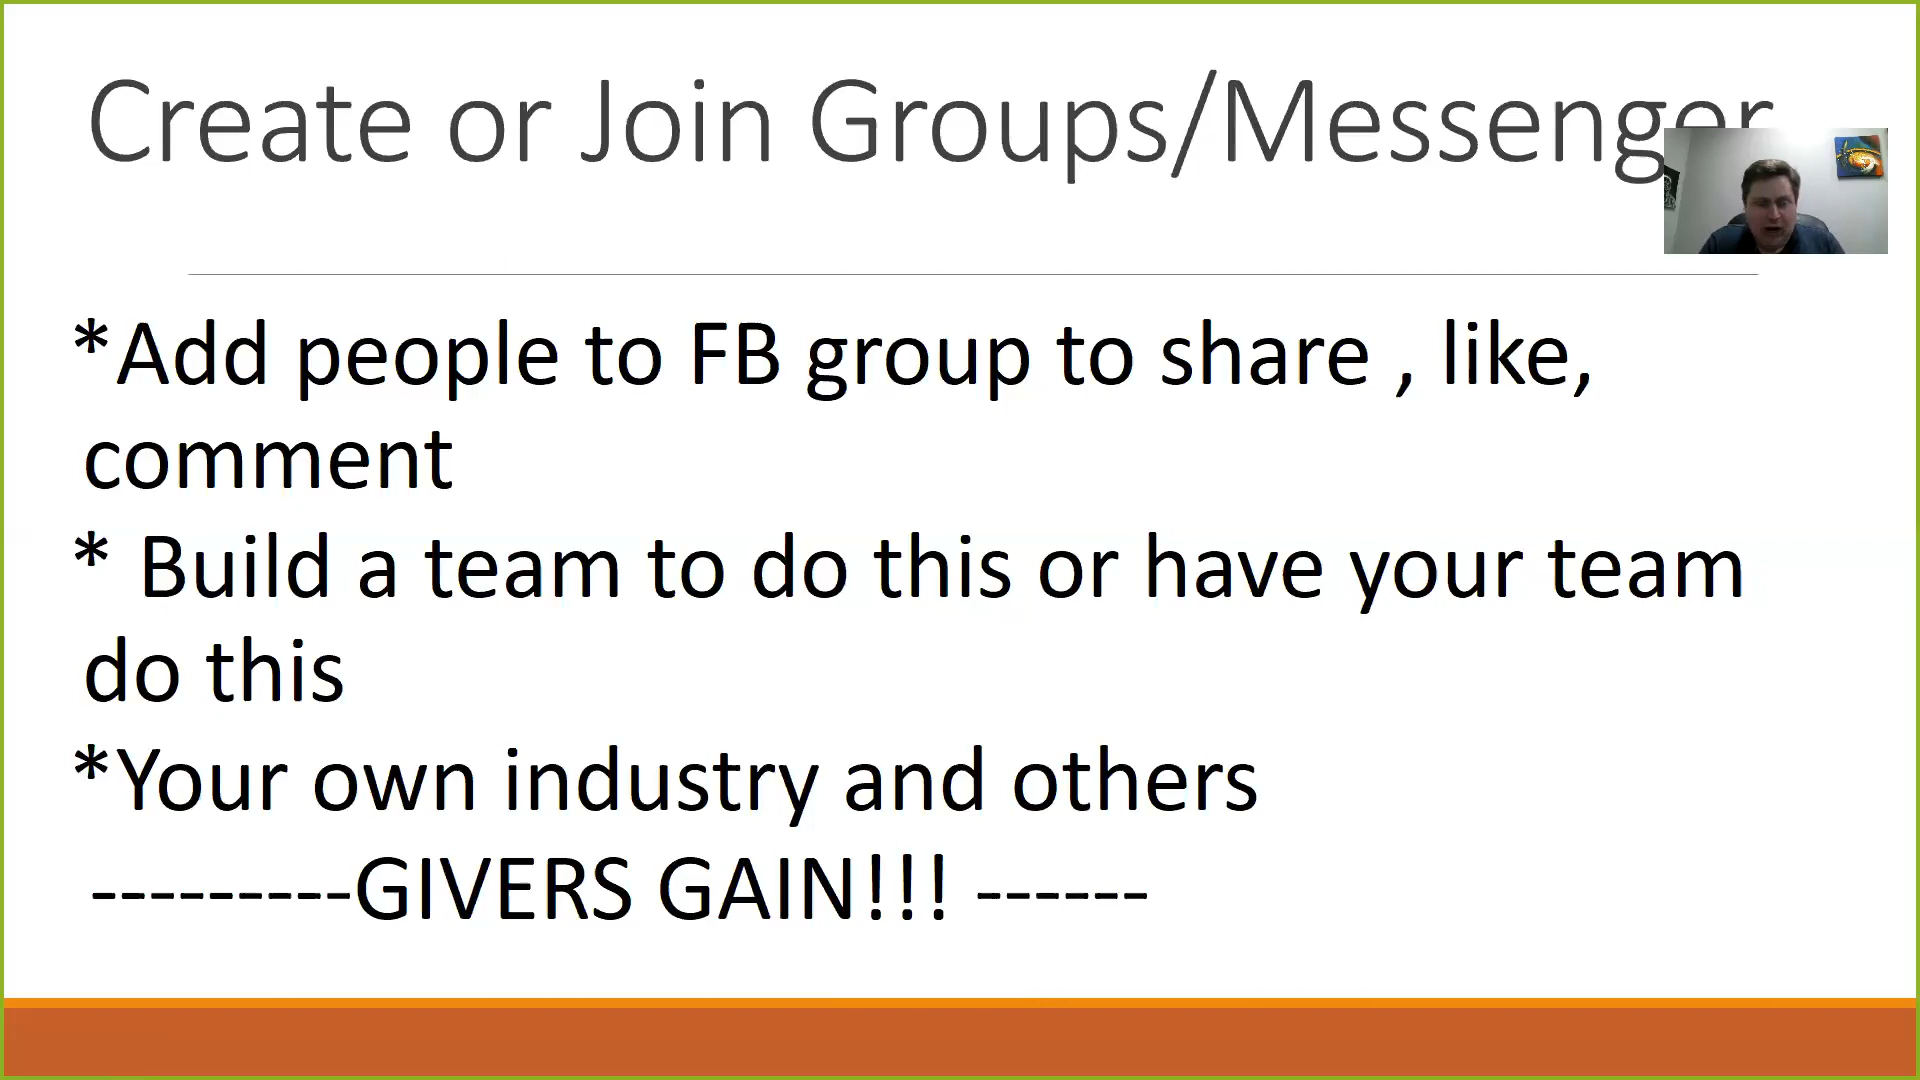 Create or Join Groups/Messenger
*Add people to FB group to share , like,
comment
* Build a team to do this or have your team
do this
*Your own industry and others
---------GIVERS GAIN!!! ------